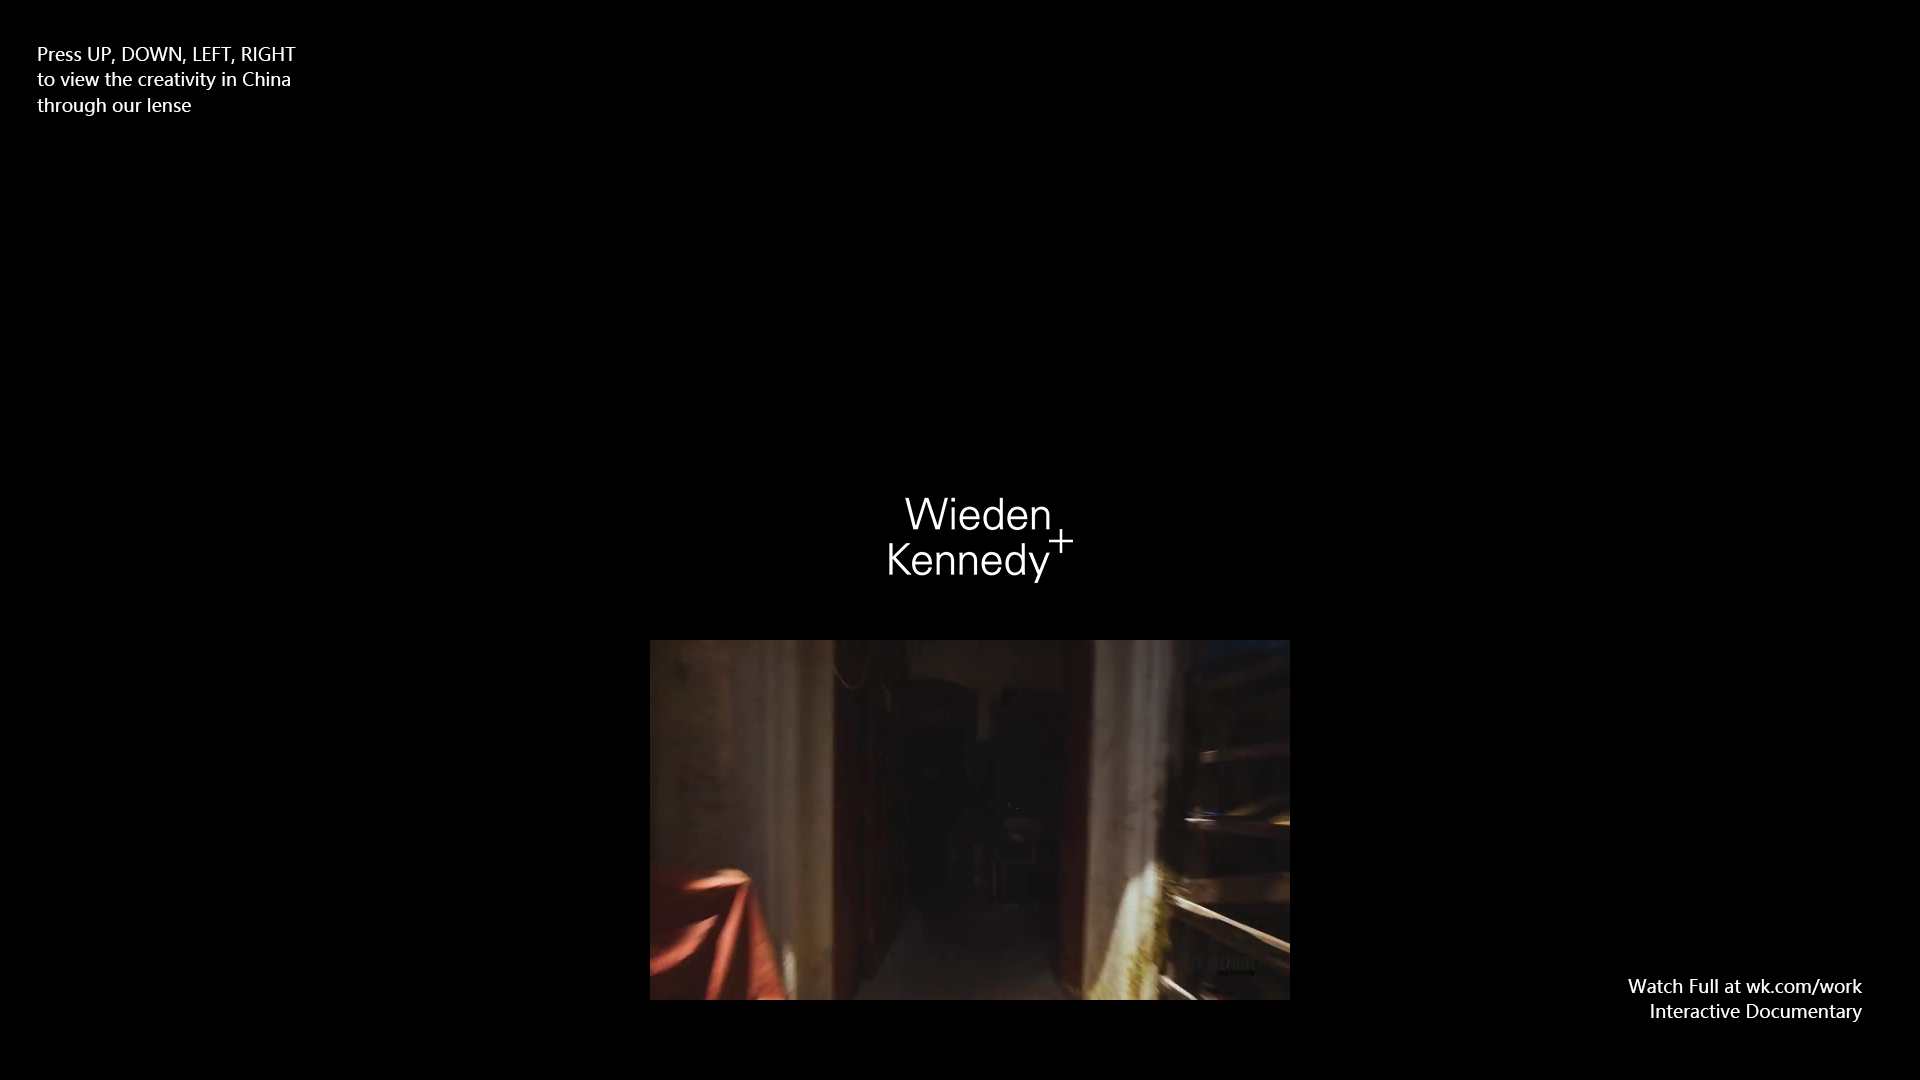 Press UP, DOWN, LEFT, RIGHT
to view the creativity in China
through our lense
Wieden
Kennedy+
Watch Full at wk.com/work
Interactive Documentary